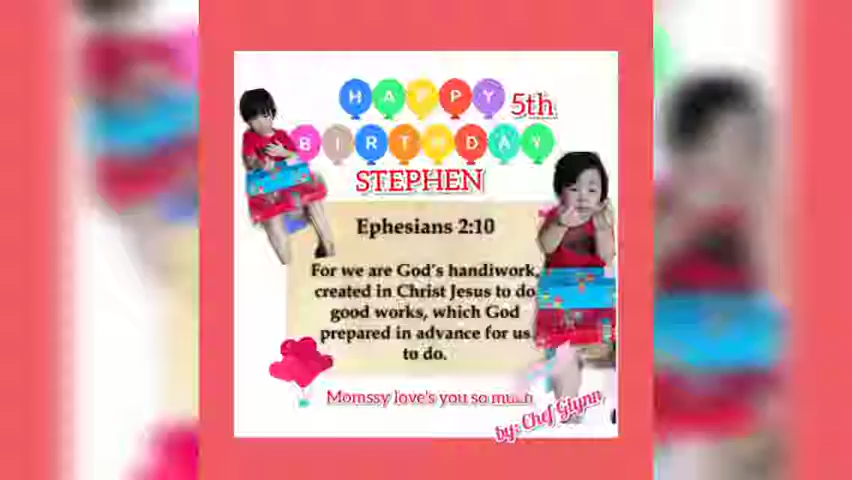 HAPPY 5th
BIRTHDAY
STEPHEN
Ephesians 2:10
For we are God's handiwork,
created in Christ Jesus to do
good works, which God
prepared in advance for us
to do.
Momssy love's you so much
by: Chef Glynn